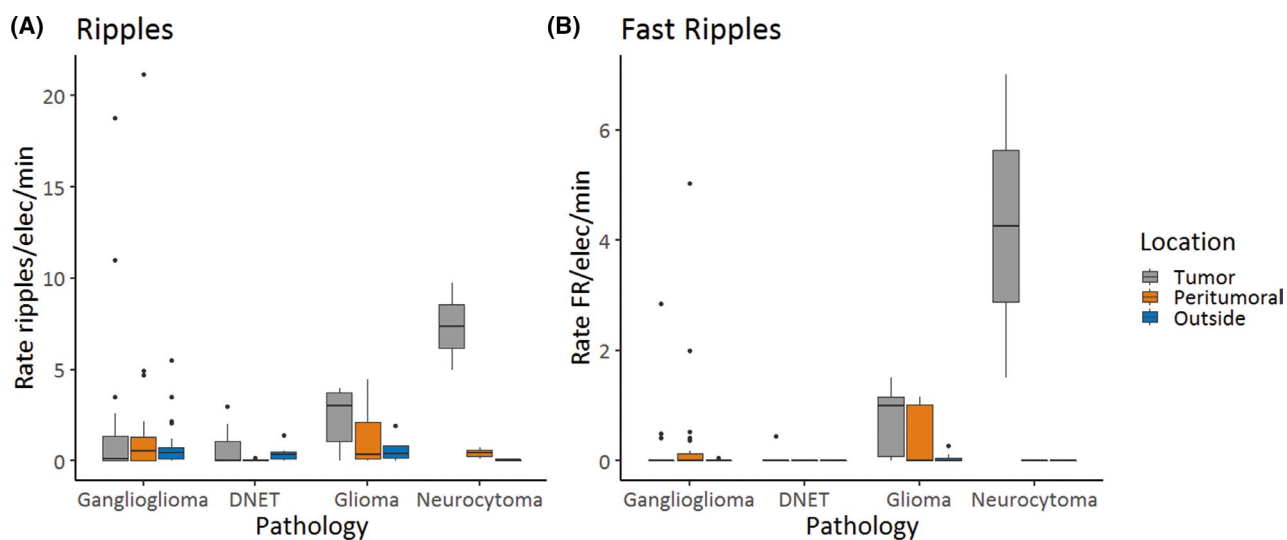 (A) Ripples
Rate ripples/elec/min
20
15
10
5
0
Ganglioglioma DNET Glioma Neurocytoma
Pathology
(B) Fast Ripples
Rate FR/elec/min
6
4
2
0
Ganglioglioma DNET Glioma Neurocytoma
Pathology
Location
Tumor
Peritumoral
Outside